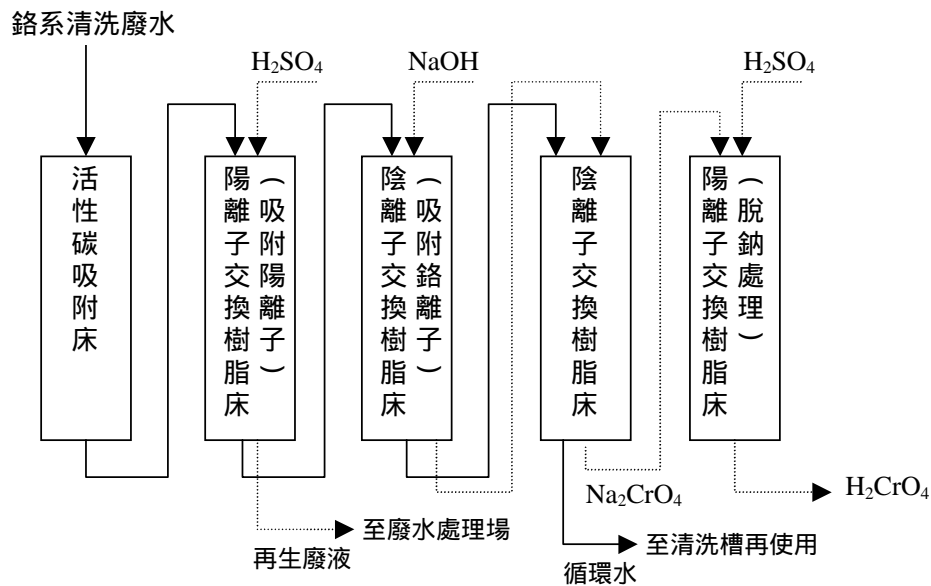 鉻系清洗廢水
H₂SO₄
NaOH
H₂SO₄
活性碳吸附床
陽離子交換樹脂床
(吸附陽離子)
陰離子交換樹脂床
(吸附鉻離子)
陰離子交換樹脂床
陽離子交換樹脂床
(脫鈉處理)
Na₂CrO₄
H₂CrO₄
至廢水處理場
再生廢液
至清洗槽再使用
循環水